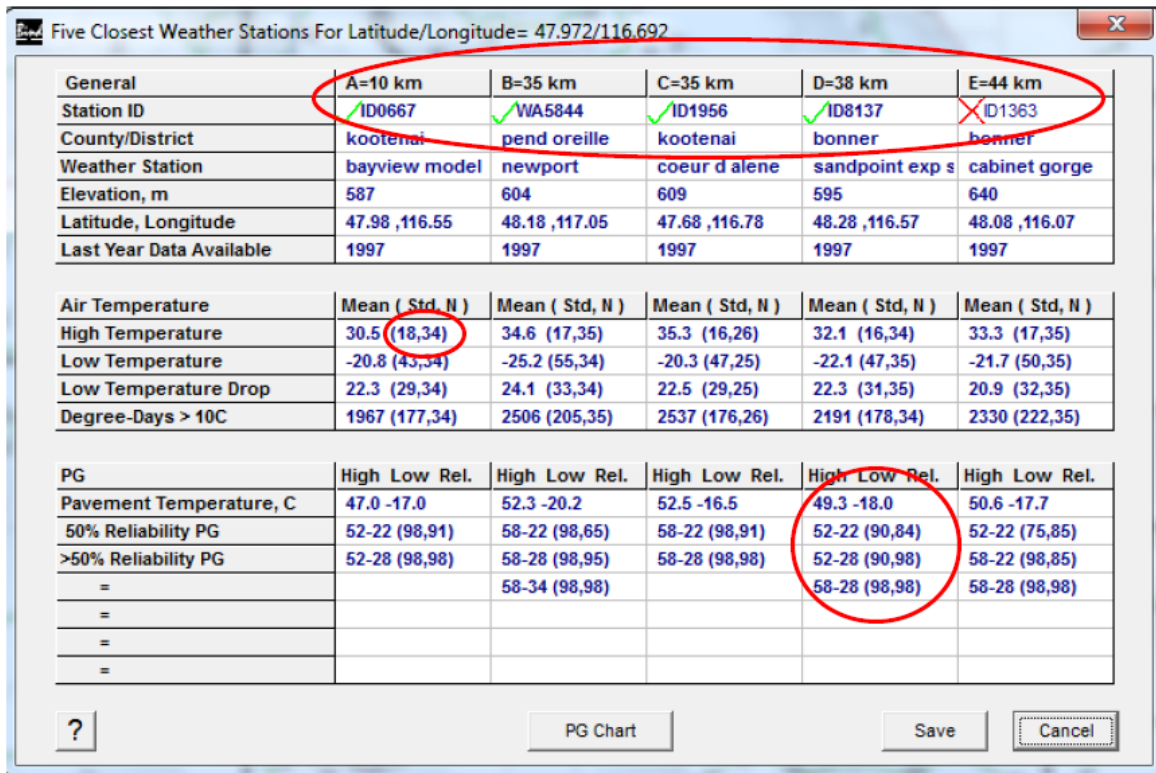 Bind Five Closest Weather Stations For Latitude/Longitude= 47.972/116.692 X
General A=10 km B=35 km C=35 km D=38 km E=44 km
Station ID ID0667 WA5844 ID1956 ID8137 ID1363
County/District kootenai pend oreille kootenai bonner bonner
Weather Station bayview model newport coeur d alene sandpoint exp s cabinet gorge
Elevation, m 587 604 609 595 640
Latitude, Longitude 47.98 ,116.55 48.18 ,117.05 47.68 ,116.78 48.28 ,116.57 48.08 ,116.07
Last Year Data Available 1997 1997 1997 1997 1997
Air Temperature Mean ( Std, N ) Mean ( Std, N ) Mean ( Std, N ) Mean ( Std, N ) Mean ( Std, N )
High Temperature 30.5 (18,34) 34.6 (17,35) 35.3 (16,26) 32.1 (16,34) 33.3 (17,35)
Low Temperature -20.8 (43,34) -25.2 (55,34) -20.3 (47,25) -22.1 (47,35) -21.7 (50,35)
Low Temperature Drop 22.3 (29,34) 24.1 (33,34) 22.5 (29,25) 22.3 (31,35) 20.9 (32,35)
Degree-Days > 10C 1967 (177,34) 2506 (205,35) 2537 (176,26) 2191 (178,34) 2330 (222,35)
PG High Low Rel. High Low Rel. High Low Rel. High Low Rel. High Low Rel.
Pavement Temperature, C 47.0 -17.0 52.3 -20.2 52.5 -16.5 49.3 -18.0 50.6 -17.7
50% Reliability PG 52-22 (98,91) 58-22 (98,65) 58-22 (98,91) 52-22 (90,84) 52-22 (75,85)
>50% Reliability PG 52-28 (98,98) 58-28 (98,95) 58-28 (98,98) 52-28 (90,98) 58-22 (98,85)
= 58-34 (98,98) 58-28 (98,98) 58-28 (98,98)
=
=
=
? PG Chart Save Cancel